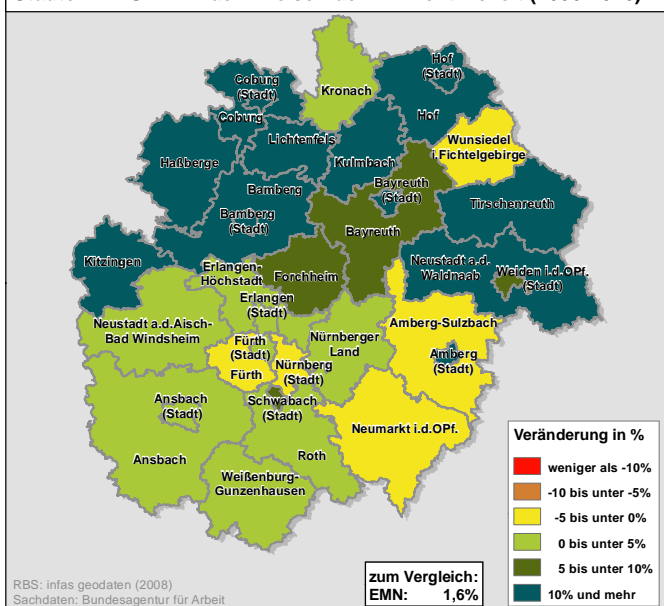 Hof
(Stadt)
Coburg
(Stadt)
Kronach
Coburg
Hof
Lichtenfels
Wunsiedel
i.Fichtelgebirge
Haßberge
Kulmbach
Bayreuth
(Stadt)
Bamberg
Tirschenreuth
Bamberg
(Stadt)
Bayreuth
Kitzingen
Erlangen-
Höchstadt
Forchheim
Neustadt a.d.
Waldnaab
Weiden i.d.OPf.
(Stadt)
Erlangen
(Stadt)
Neustadt a.d.Aisch-
Bad Windsheim
Nürnberger
Land
Amberg-Sulzbach
Fürth
(Stadt)
Fürth
Nürnberg
(Stadt)
Amberg
(Stadt)
Ansbach
(Stadt)
Schwabach
(Stadt)
Neumarkt i.d.OPf.
Ansbach
Roth
Weißenburg-
Gunzenhausen
Veränderung in %
weniger als -10%
-10 bis unter -5%
-5 bis unter 0%
0 bis unter 5%
5 bis unter 10%
10% und mehr
zum Vergleich:
EMN: 1,6%
RBS: infas geodaten (2008)
Sachdaten: Bundesagentur für Arbeit